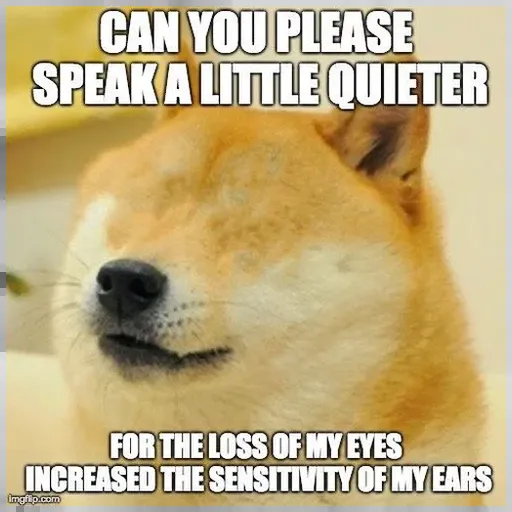 CAN YOU PLEASE
SPEAK A LITTLE QUIETER
FOR THE LOSS OF MY EYES
INCREASED THE SENSITIVITY OF MY EARS
imgflip.com